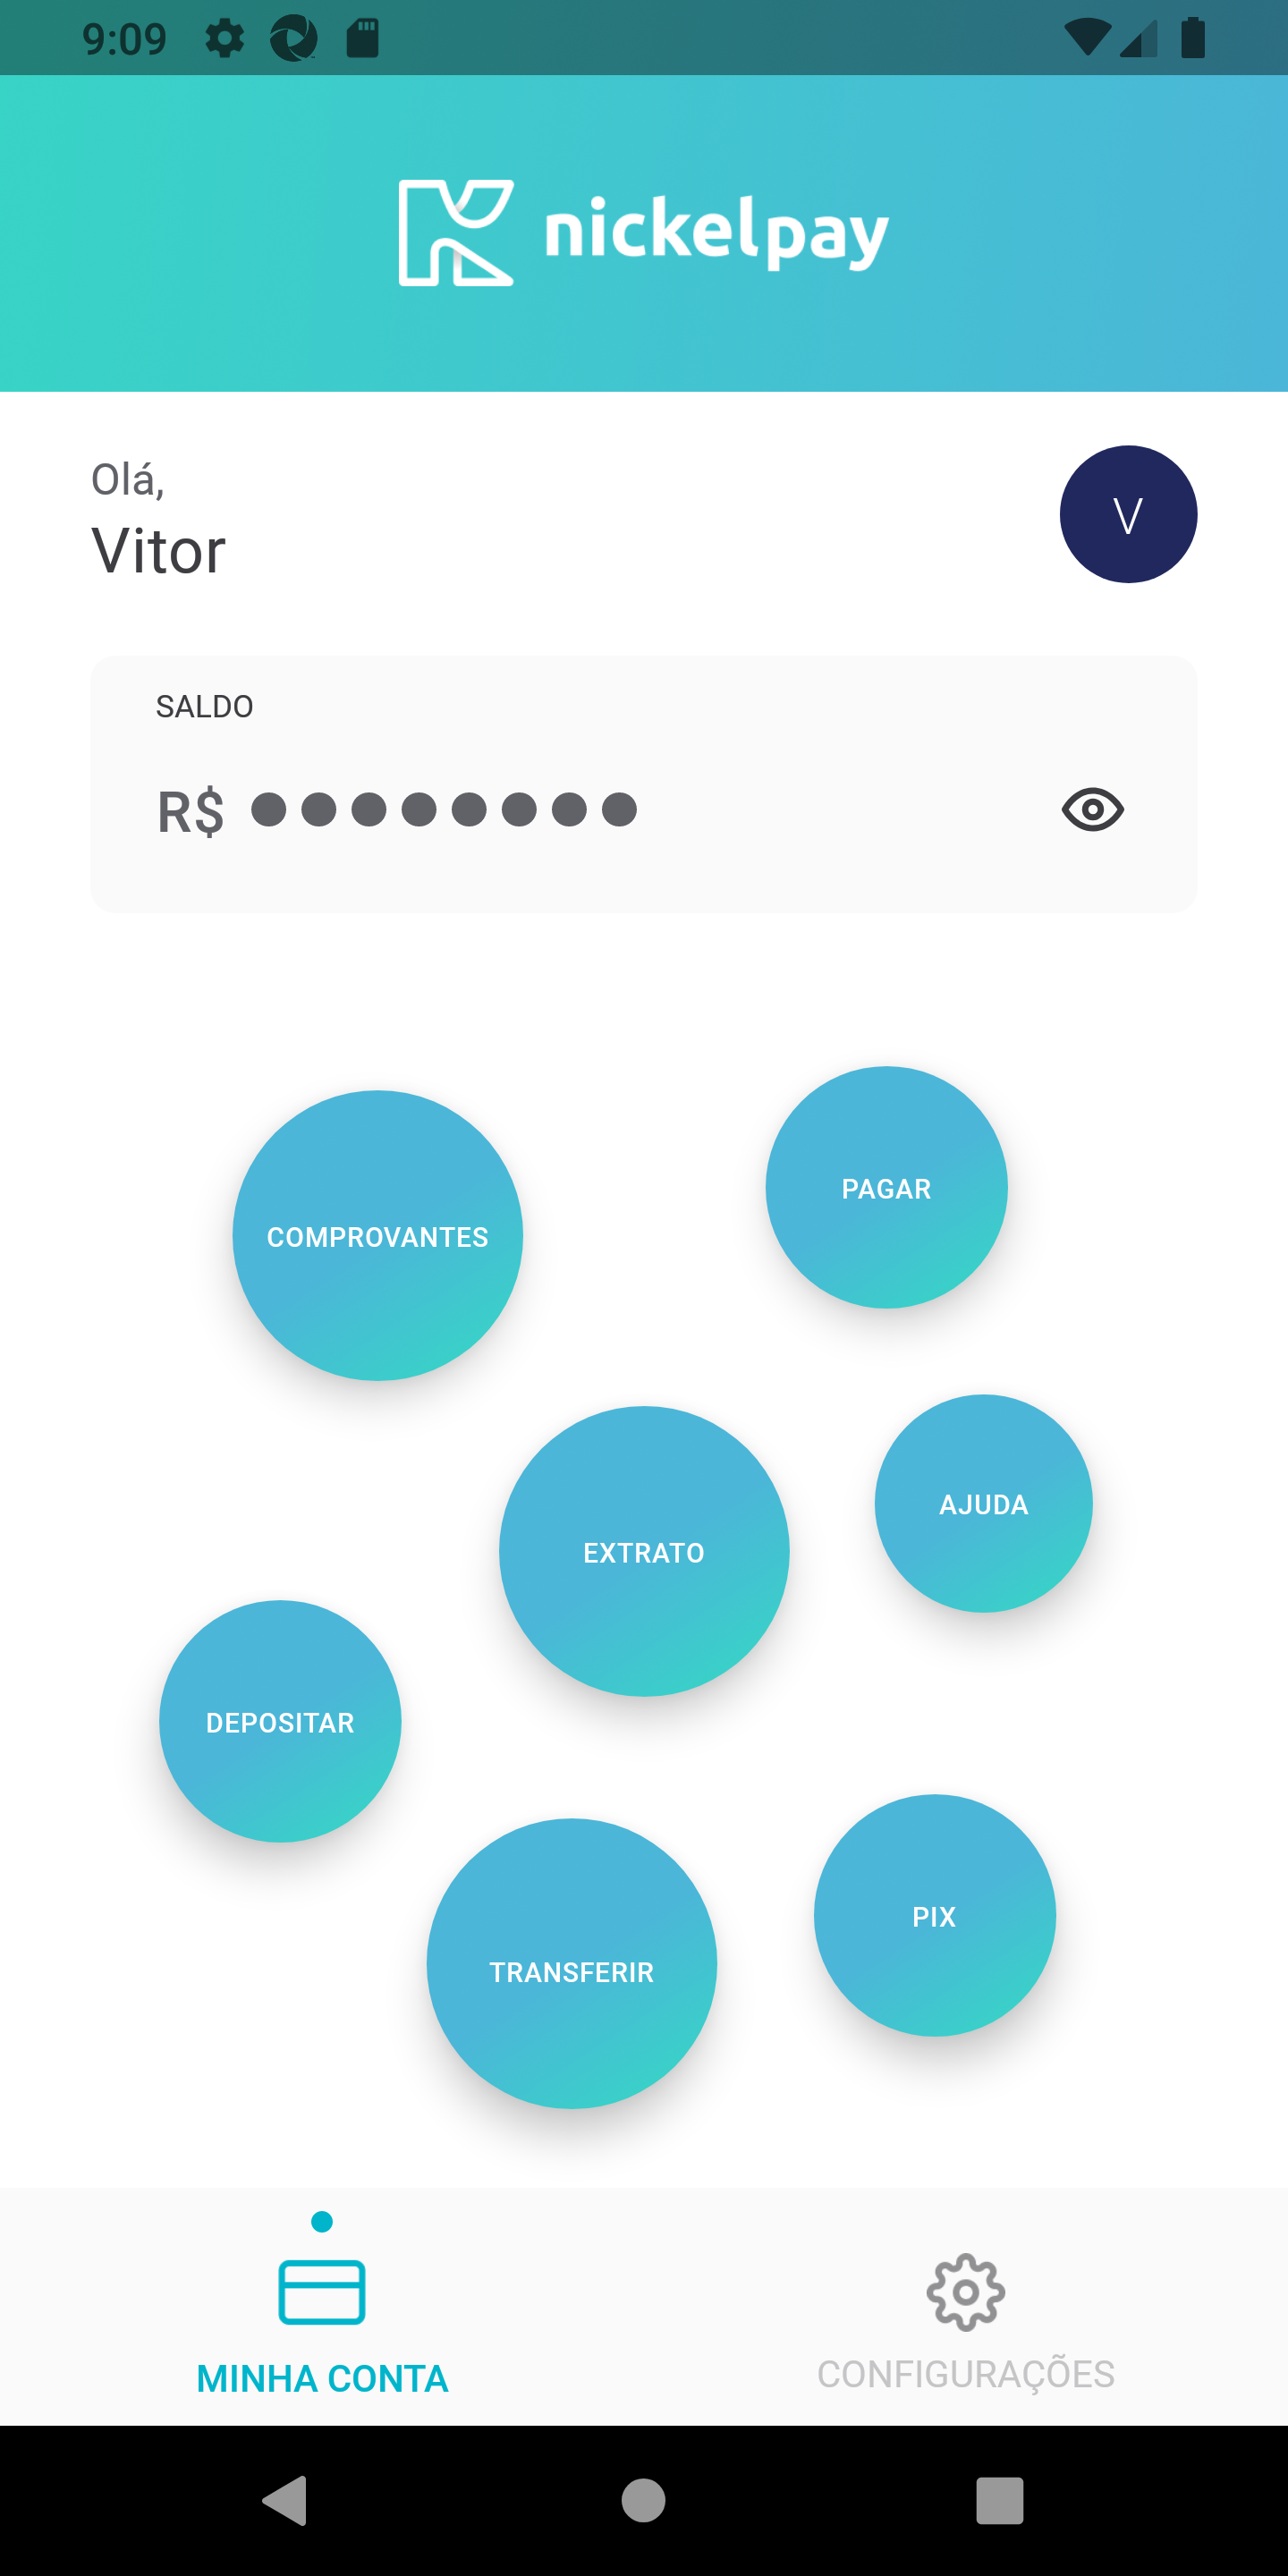 9:09
nickelpay
Olá,
Vitor
V
SALDO
R$
PAGAR
COMPROVANTES
AJUDA
EXTRATO
DEPOSITAR
PIX
TRANSFERIR
MINHA CONTA
CONFIGURAÇÕES